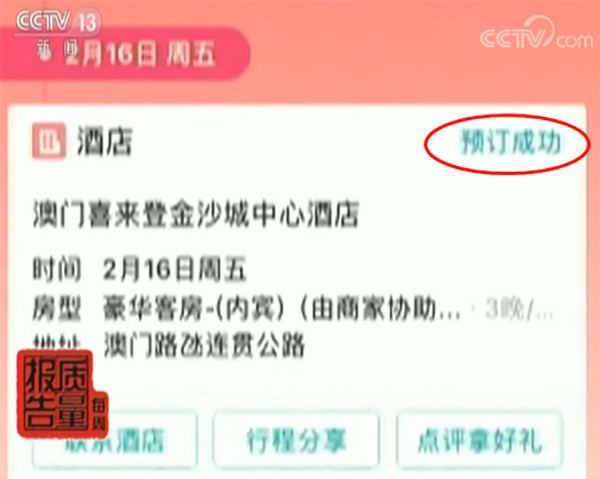 CCTV 13
新闻
CCTV.com
2月16日 周五
酒店
预订成功
澳门喜来登金沙城中心酒店
时间 2月16日周五
房型 豪华客房-(内宾)(由商家协助... · 3晚/...
地址 澳门路氹连贯公路
每周质量报告
联系酒店
行程分享
点评拿好礼